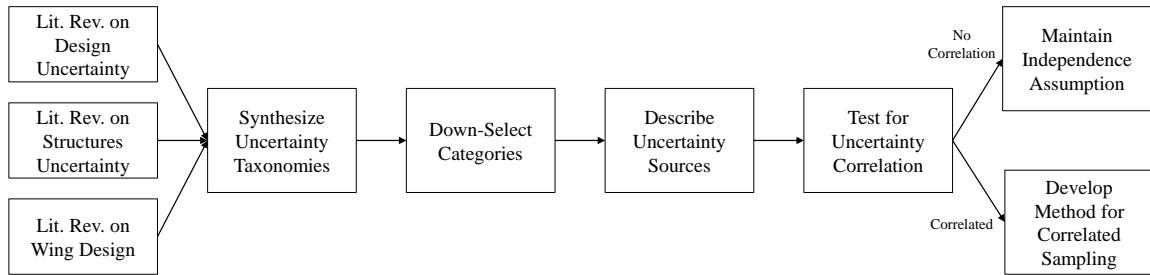 Lit. Rev. on
Design
Uncertainty
Lit. Rev. on
Structures
Uncertainty
Lit. Rev. on
Wing Design
Synthesize
Uncertainty
Taxonomies
Down-Select
Categories
Describe
Uncertainty
Sources
Test for
Uncertainty
Correlation
No
Correlation
Maintain
Independence
Assumption
Correlated
Develop
Method for
Correlated
Sampling